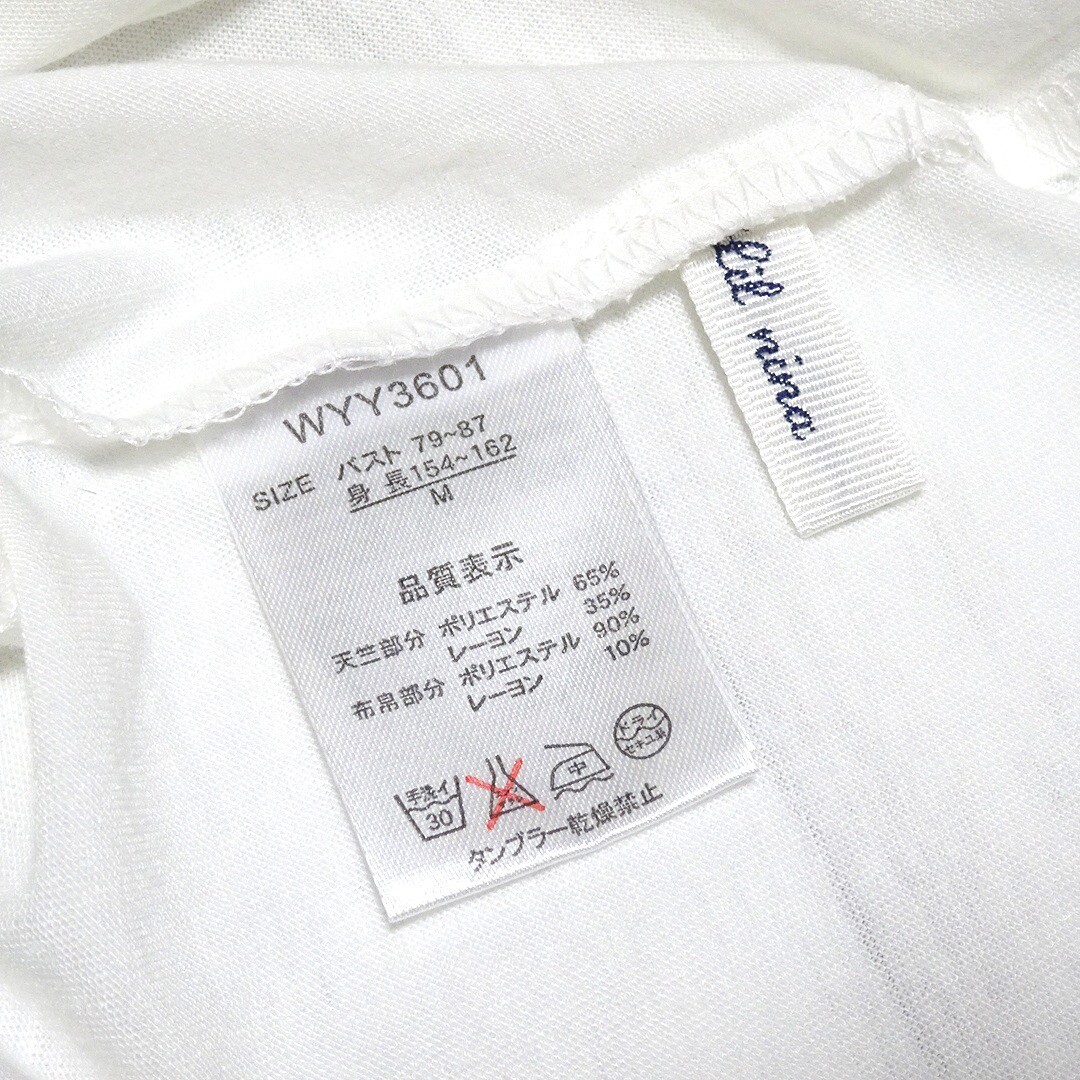 WYY3601
SIZE バスト 79~87
身 長154~162
M
品質表示
天竺部分 ポリエステル 65%
レーヨン 35%
布帛部分 ポリエステル 90%
レーヨン 10%
手洗イ
30
中
ドライ
セキユ系
タンブラー乾燥禁止
Lil nina